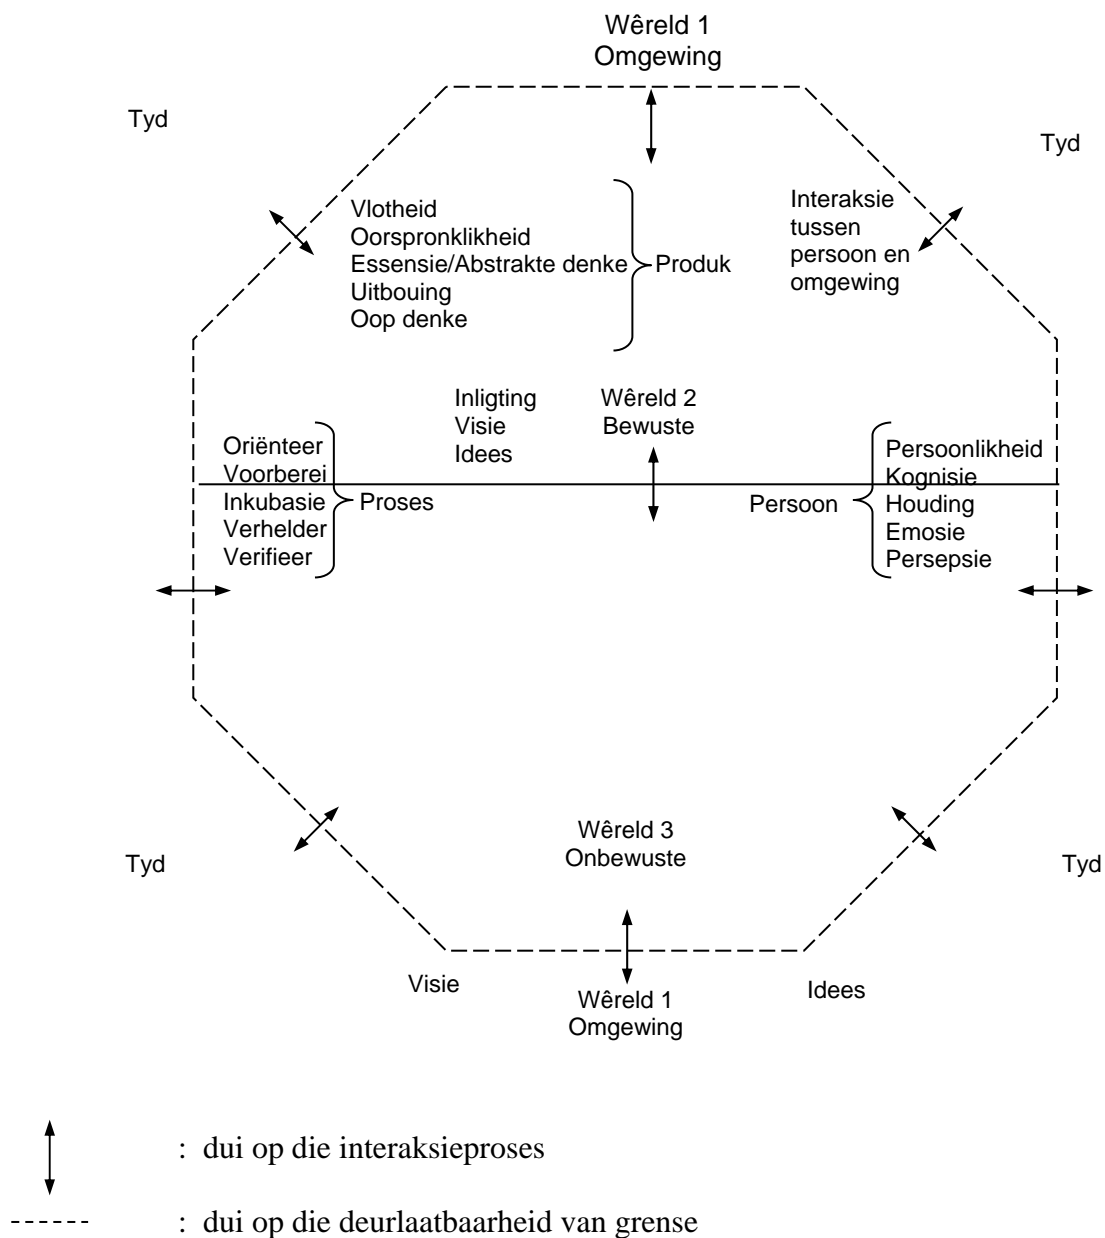 Wêreld 1
Omgewing
Tyd
Tyd
Vlotheid
Oorspronklikheid
Essensie/Abstrakte denke
Uitbouing
Oop denke
Produk
Interaksie
tussen
persoon en
omgewing
Inligting
Visie
Idees
Wêreld 2
Bewuste
Oriënteer
Voorberei
Inkubasie
Verhelder
Verifieer
Proses
Persoon
Persoonlikheid
Kognisie
Houding
Emosie
Persepsie
Wêreld 3
Onbewuste
Tyd
Tyd
Visie
Wêreld 1
Omgewing
Idees
: dui op die interaksieproses
: dui op die deurlaatbaarheid van grense